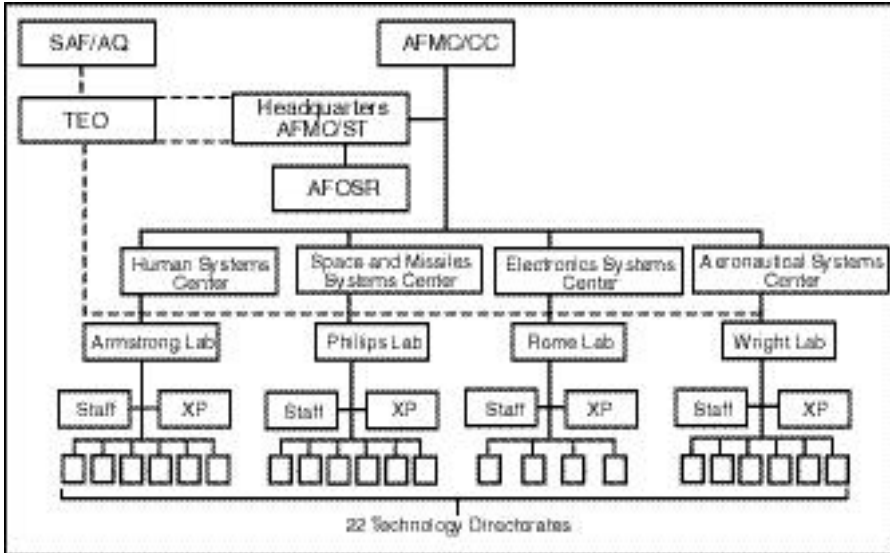 SAF/AQ
AFMC/CC
TEO
Headquarters
AFMC/ST
AFOSR
Human Systems
Center
Space and Missiles
Systems Center
Electronics Systems
Center
Aeronautical Systems
Center
Armstrong Lab
Philips Lab
Rome Lab
Wright Lab
Staff
XP
Staff
XP
Staff
XP
Staff
XP
22 Technology Directorates